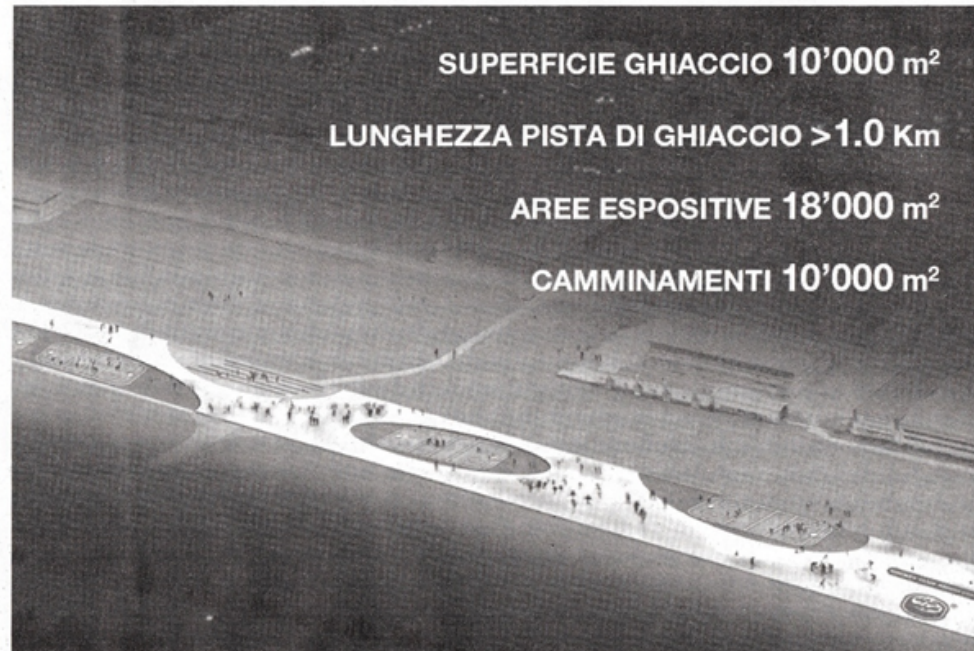 SUPERFICIE GHIACCIO 10’000 m²
LUNGHEZZA PISTA DI GHIACCIO >1.0 Km
AREE ESPOSITIVE 18’000 m²
CAMMINAMENTI 10’000 m²